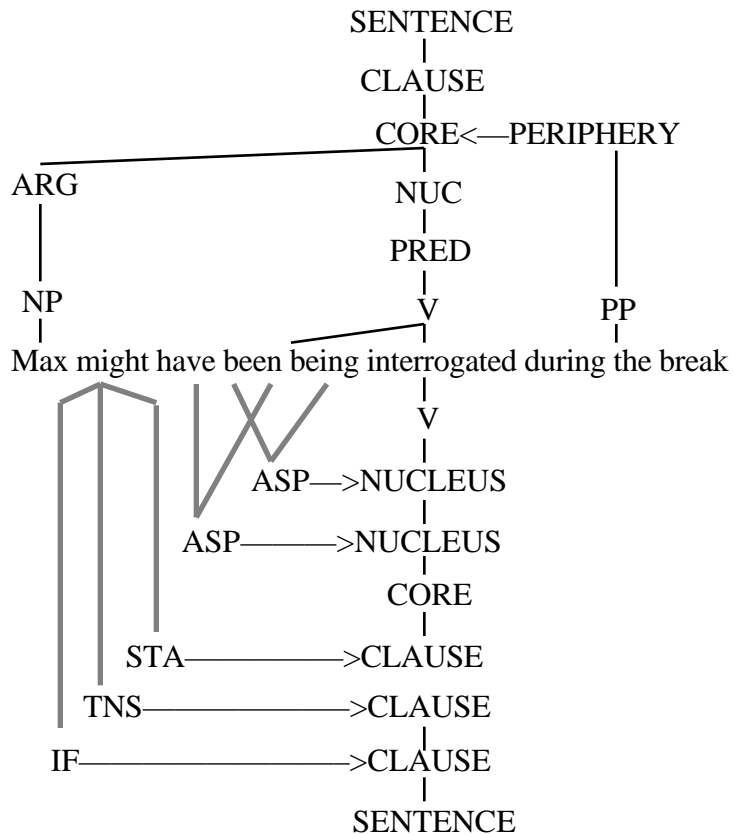 SENTENCE
CLAUSE
CORE<—PERIPHERY
ARG NUC
PRED
NP V PP
Max might have been being interrogated during the break
V
ASP—>NUCLEUS
ASP————>NUCLEUS
CORE
STA——————>CLAUSE
TNS————————>CLAUSE
IF——————————>CLAUSE
SENTENCE